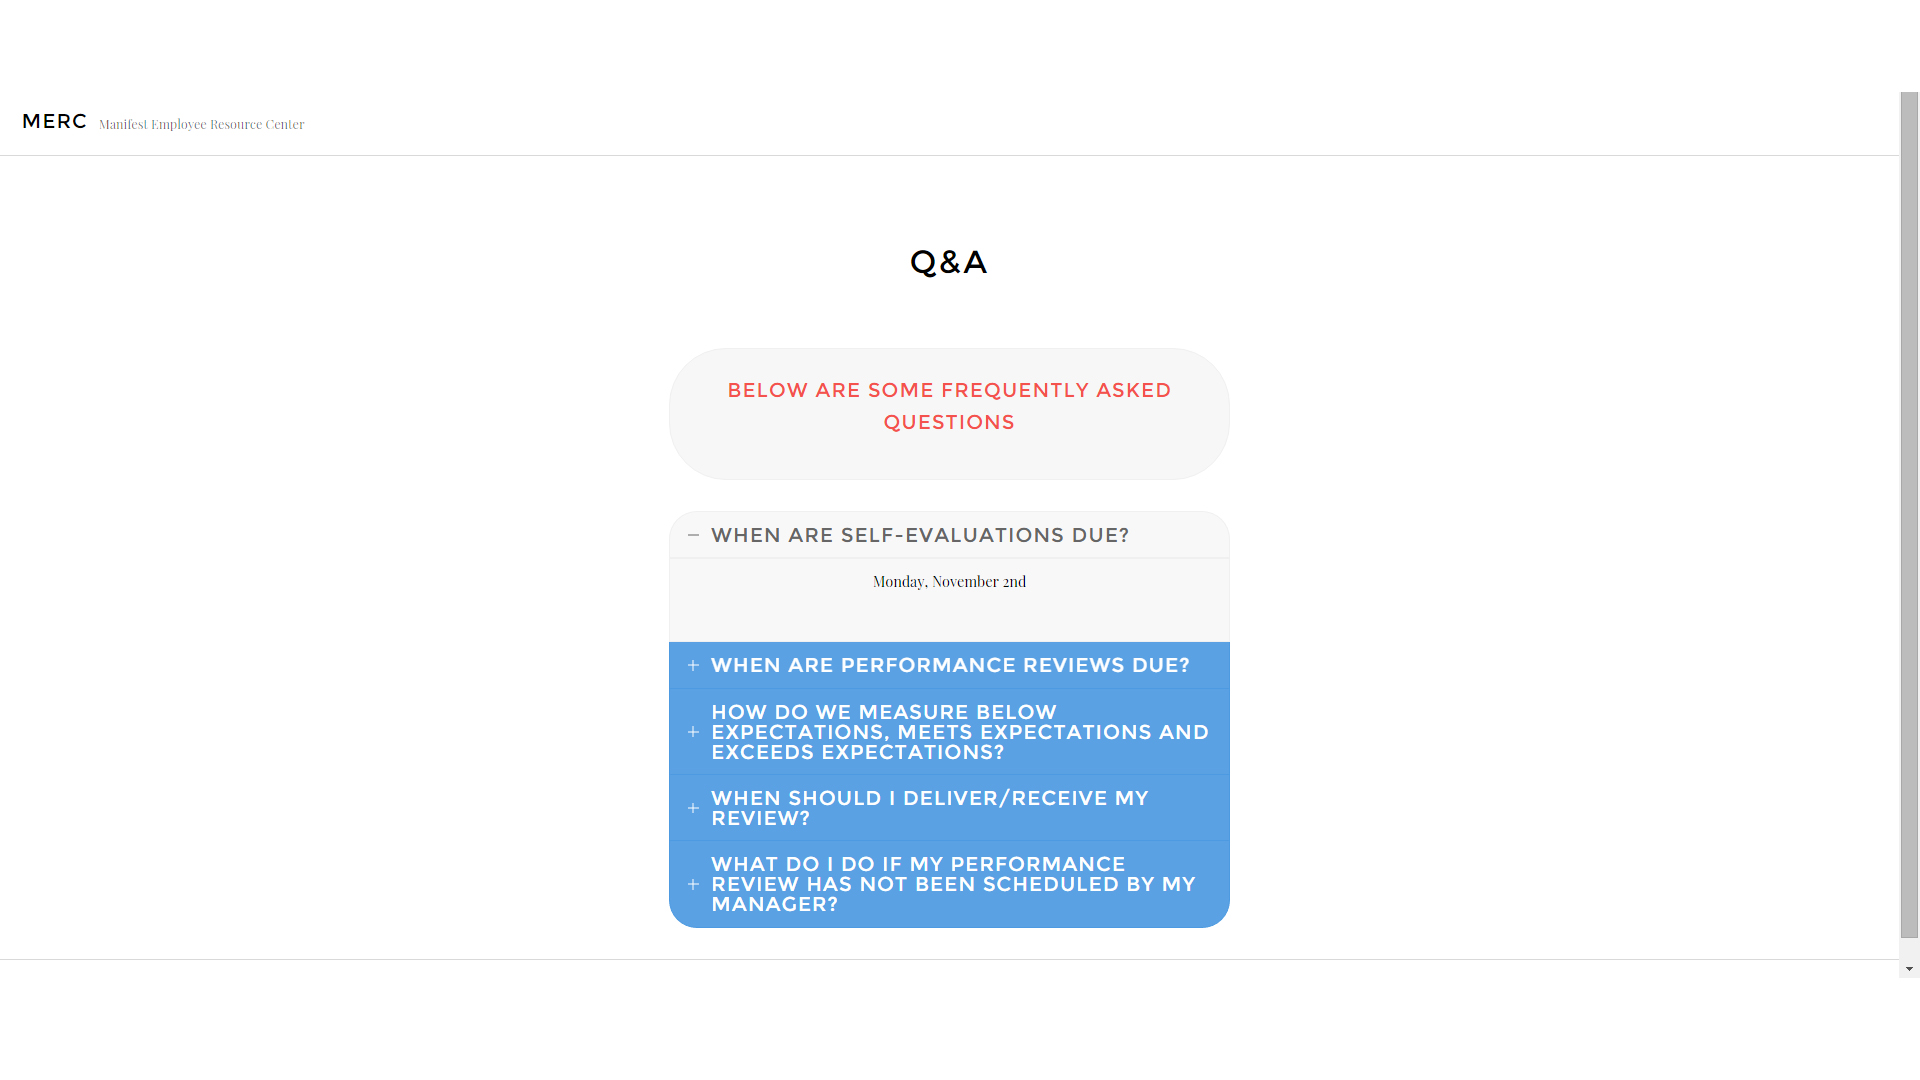 MERC Manifest Employee Resource Center
Q&A
BELOW ARE SOME FREQUENTLY ASKED
QUESTIONS
WHEN ARE SELF-EVALUATIONS DUE?
Monday, November 2nd
WHEN ARE PERFORMANCE REVIEWS DUE?
HOW DO WE MEASURE BELOW
EXPECTATIONS, MEETS EXPECTATIONS AND
EXCEEDS EXPECTATIONS?
WHEN SHOULD I DELIVER/RECEIVE MY
REVIEW?
WHAT DO I DO IF MY PERFORMANCE
REVIEW HAS NOT BEEN SCHEDULED BY MY
MANAGER?